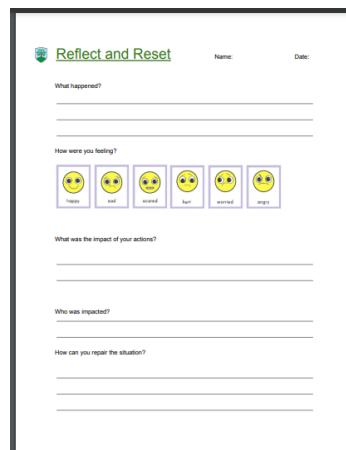 Reflect and Reset Name: Date:
What happened?
How were you feeling?
happy sad scared hurt worried angry
What was the impact of your actions?
Who was impacted?
How can you repair the situation?